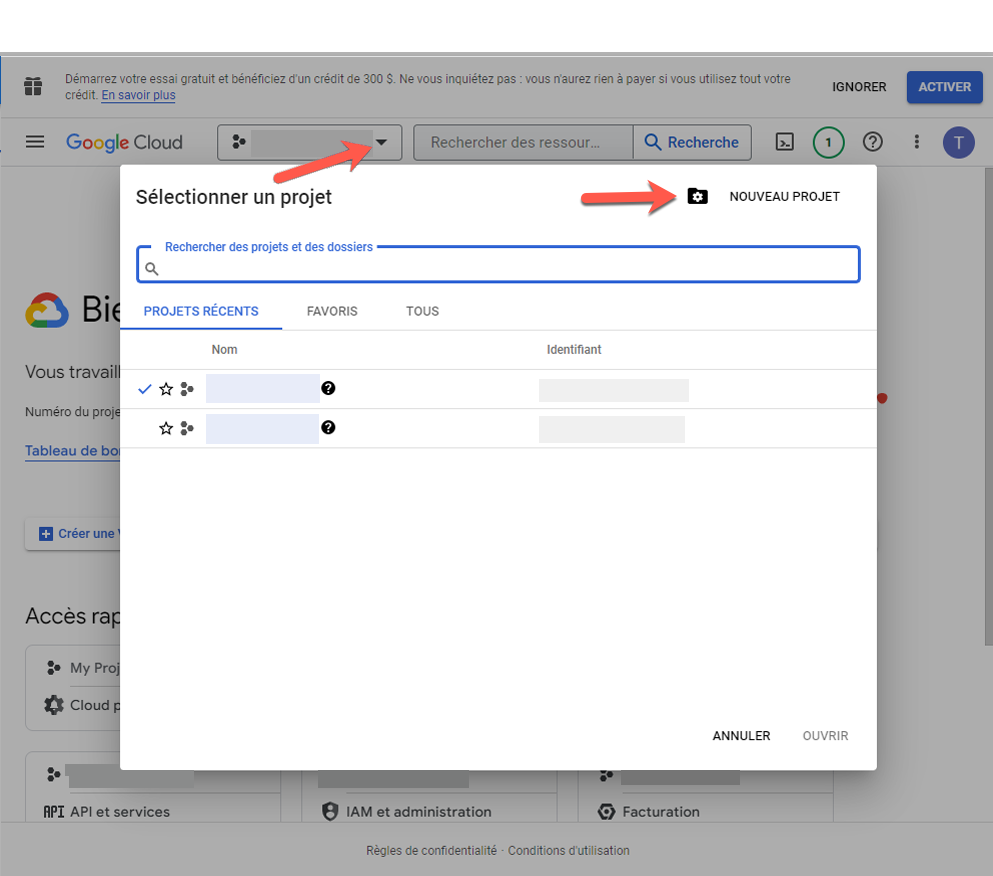 Démarrez votre essai gratuit et bénéficiez d'un crédit de 300 $. Ne vous inquiétez pas : vous n'aurez rien à payer si vous utilisez tout votre
crédit. En savoir plus
IGNORER
ACTIVER
Google Cloud
Rechercher des ressour...
Recherche
1
T
Sélectionner un projet
NOUVEAU PROJET
Rechercher des projets et des dossiers
PROJETS RÉCENTS
FAVORIS
TOUS
Nom
Identifiant
Bie
Vous travaill
Numéro du proje
Tableau de bor
Créer une V
Accès rap
My Proj
Cloud p
ANNULER
OUVRIR
API API et services
IAM et administration
Facturation
Règles de confidentialité · Conditions d'utilisation